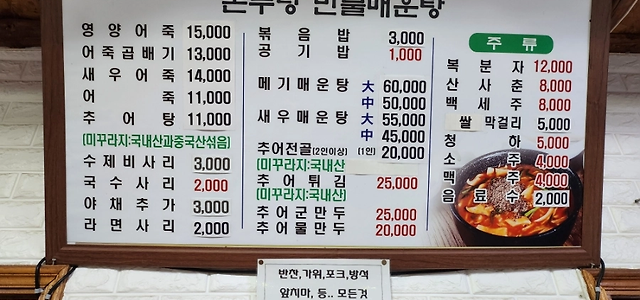 민물매운탕
영양어죽 15,000
어죽곱배기 13,000
새우어죽 14,000
어죽 11,000
추어탕 11,000
(미꾸라지:국내산과중국산섞음)
수제비사리 3,000
국수사리 2,000
야채추가 3,000
라면사리 2,000
볶음밥 3,000
공기밥 1,000
메기매운탕 大 60,000
中 50,000
새우매운탕 大 55,000
中 45,000
추어전골(2인이상) (1인) 20,000
(미꾸라지:국내산
추어튀김 25,000
(미꾸라지:국내산)
추어군만두 25,000
추어물만두 20,000
주류
복분자 12,000
산사춘 8,000
백세주 8,000
쌀막걸리 5,000
청하 5,000
소주 4,000
맥주 4,000
음료수 2,000
반찬,가위,포크,방석
앞치마, 등.. 모든것